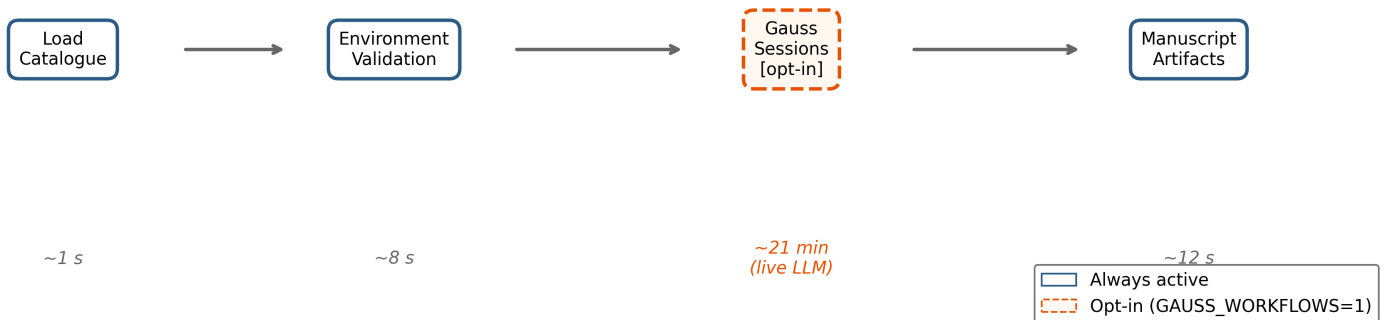 Load
Catalogue
Environment
Validation
Gauss
Sessions
[opt-in]
Manuscript
Artifacts
~1 s
~8 s
~21 min
(live LLM)
~12 s
Always active
Opt-in (GAUSS_WORKFLOWS=1)